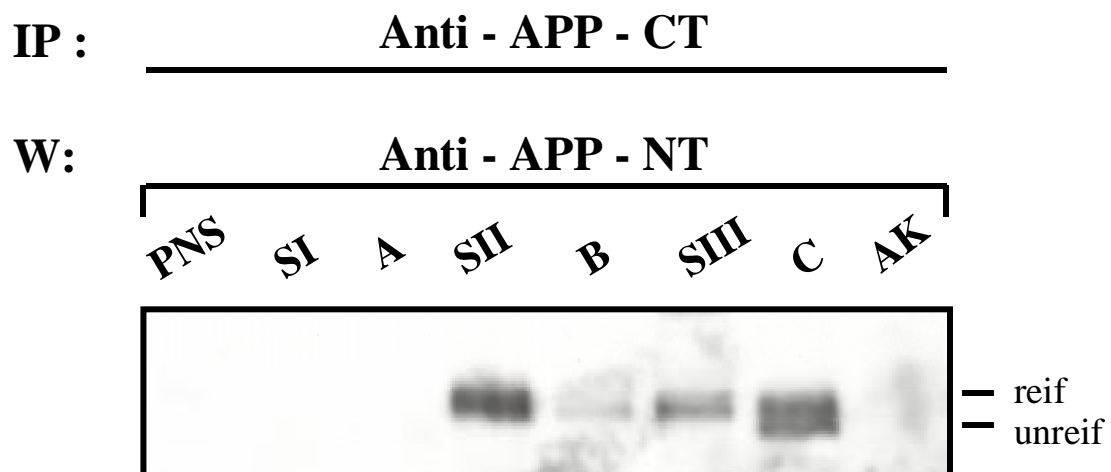 IP : Anti - APP - CT
W: Anti - APP - NT
PNS SI A SII B SIII C AK
reif
unreif